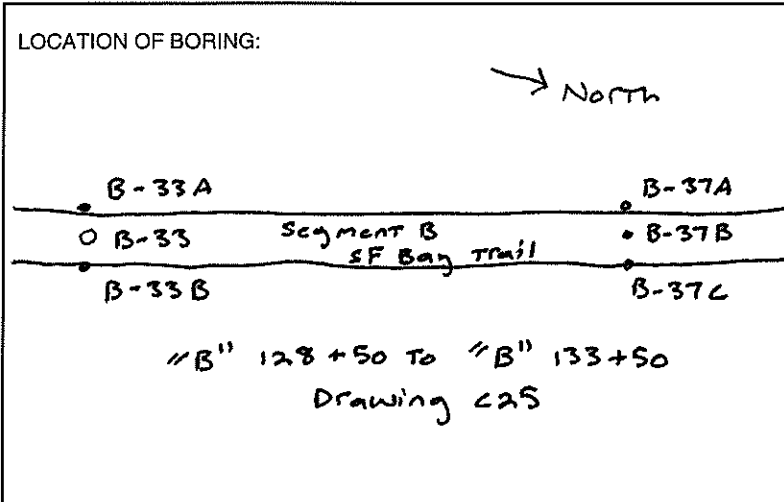 LOCATION OF BORING:
North
B-33A
B-37A
B-33
Segment B
B-37B
SF Bay Trail
B-33B
B-37C
"B" 128+50 To "B" 133+50
Drawing C25